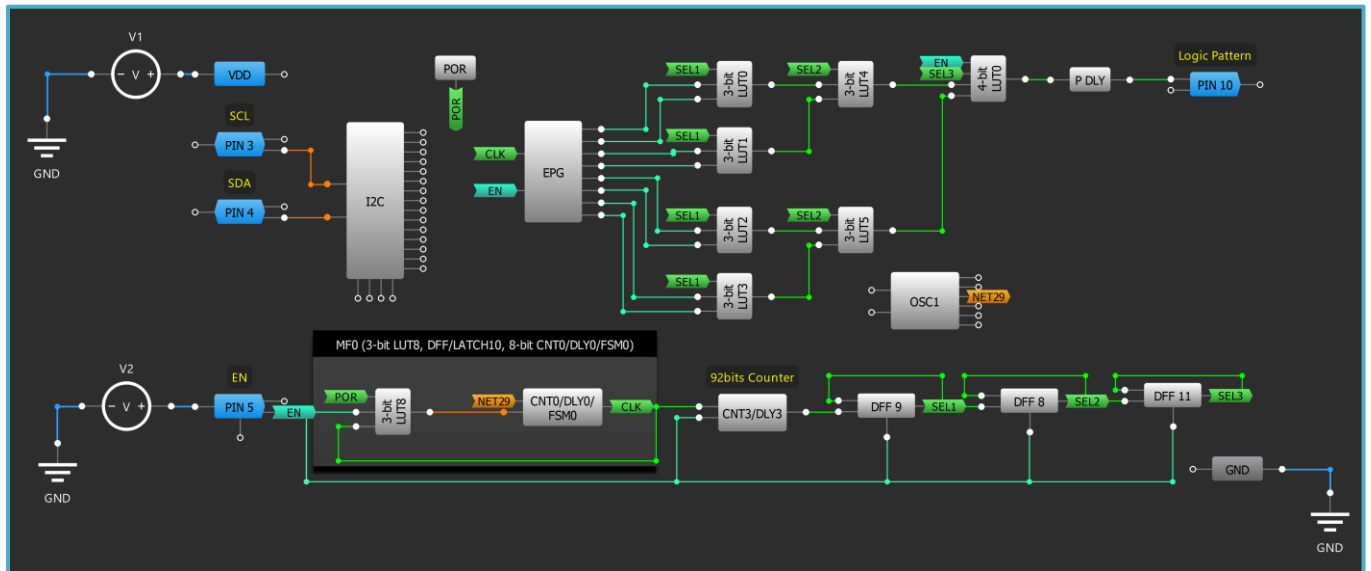 V1
− V +
VDD
GND
SCL
PIN 3
SDA
PIN 4
I2C
POR
POR
CLK
EN
EPG
SEL1
3-bit
LUT0
SEL1
3-bit
LUT1
SEL1
3-bit
LUT2
SEL1
3-bit
LUT3
SEL2
3-bit
LUT4
SEL2
3-bit
LUT5
EN
SEL3
4-bit
LUT0
P DLY
Logic Pattern
PIN 10
OSC1
NET29
V2
− V +
GND
EN
PIN 5
EN
MF0 (3-bit LUT8, DFF/LATCH10, 8-bit CNT0/DLY0/FSM0)
POR
3-bit
LUT8
NET29
CNT0/DLY0/
FSM0
CLK
92bits Counter
CNT3/DLY3
DFF 9
SEL1
DFF 8
SEL2
DFF 11
SEL3
GND
GND